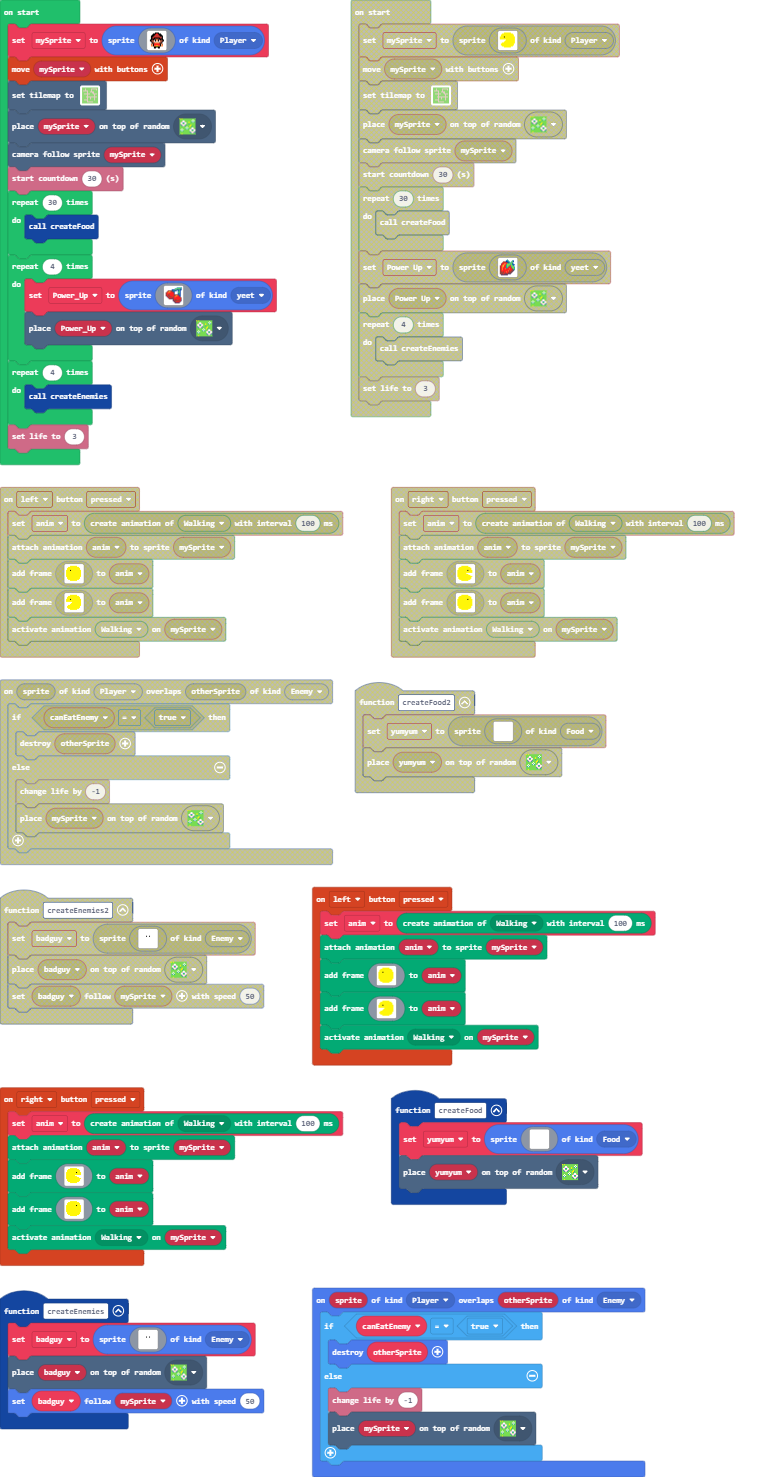 on start
set mySprite to sprite of kind Player
move mySprite with buttons
set tilemap to
place mySprite on top of random
camera follow sprite mySprite
start countdown 30 (s)
repeat 30 times
do
call createFood
repeat 4 times
do
set Power_Up to sprite of kind yeet
place Power_Up on top of random
repeat 4 times
do
call createEnemies
set life to 3
on start
set mySprite to sprite of kind Player
move mySprite with buttons
set tilemap to
place mySprite on top of random
camera follow sprite mySprite
start countdown 30 (s)
repeat 30 times
do
call createFood
set Power Up to sprite of kind yeet
place Power Up on top of random
repeat 4 times
do
call createEnemies
set life to 3
on left button pressed
set anim to create animation of Walking with interval 100 ms
attach animation anim to sprite mySprite
add frame to anim
add frame to anim
activate animation Walking on mySprite
on right button pressed
set anim to create animation of Walking with interval 100 ms
attach animation anim to sprite mySprite
add frame to anim
add frame to anim
activate animation Walking on mySprite
on sprite of kind Player overlaps otherSprite of kind Enemy
if canEatEnemy = true then
destroy otherSprite
else
change life by -1
place mySprite on top of random
function createFood2
set yumyum to sprite of kind Food
place yumyum on top of random
function createEnemies2
set badguy to sprite of kind Enemy
place badguy on top of random
set badguy follow mySprite with speed 50
on left button pressed
set anim to create animation of Walking with interval 100 ms
attach animation anim to sprite mySprite
add frame to anim
add frame to anim
activate animation Walking on mySprite
on right button pressed
set anim to create animation of Walking with interval 100 ms
attach animation anim to sprite mySprite
add frame to anim
add frame to anim
activate animation Walking on mySprite
function createFood
set yumyum to sprite of kind Food
place yumyum on top of random
function createEnemies
set badguy to sprite of kind Enemy
place badguy on top of random
set badguy follow mySprite with speed 50
on sprite of kind Player overlaps otherSprite of kind Enemy
if canEatEnemy = true then
destroy otherSprite
else
change life by -1
place mySprite on top of random